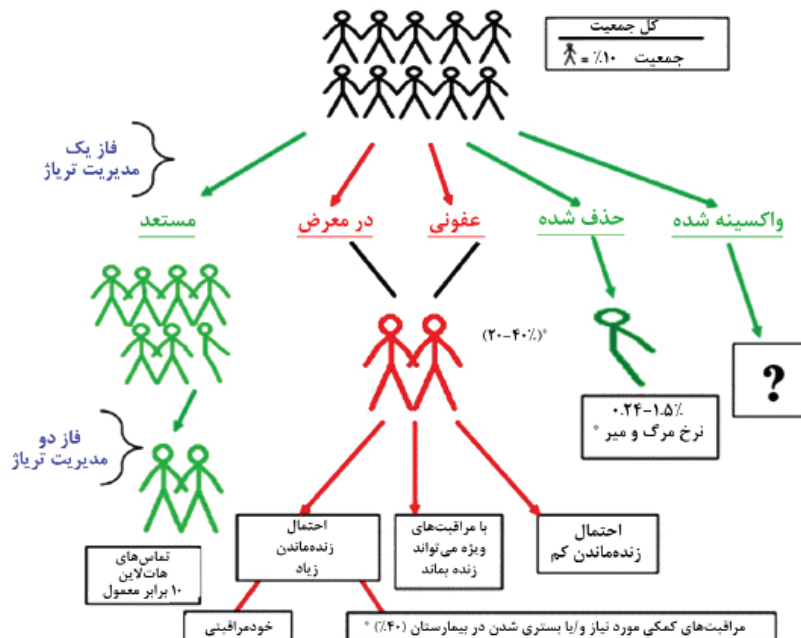 کل جمعیت
جمعیت ۱۰٪ =
فاز یک
مدیریت تریاژ
مستعد
در معرض
عفونی
حذف شده
واکسینه شده
(۲۰-۴۰٪)*
?
۰.۲۴-۱.۵٪
نرخ مرگ و میر *
فاز دو
مدیریت تریاژ
احتمال
زنده‌ماندن
زیاد
با مراقبت‌های
ویژه می‌تواند
زنده بماند
احتمال
زنده‌ماندن کم
تماس‌های
هات‌لاین
۱۰ برابر معمول
خودمراقبتی
مراقبت‌های کمکی مورد نیاز و/یا بستری شدن در بیمارستان (۴۰٪) *